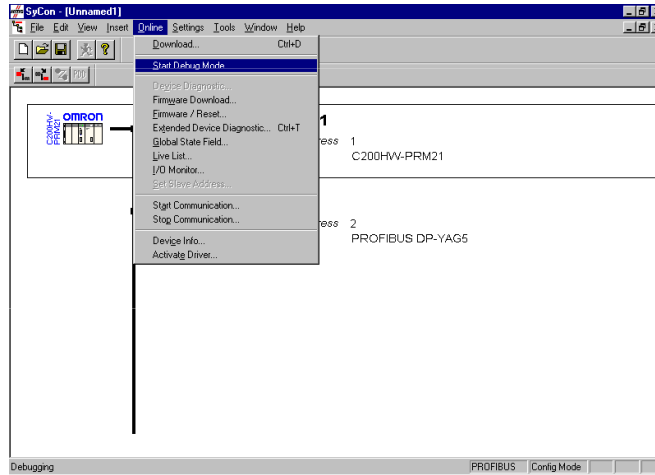 SyCon - [Unnamed1]
File Edit View Insert Online Settings Tools Window Help
Download... Ctrl+D
Start Debug Mode
Device Diagnostic...
Firmware Download...
Firmware / Reset...
Extended Device Diagnostic... Ctrl+T
Global State Field...
Live List...
I/O Monitor...
Set Slave Address...
Start Communication...
Stop Communication...
Device Info...
Activate Driver...
C200HW-
PRM21
OMRON
1
ress 1
C200HW-PRM21
ress 2
PROFIBUS DP-YAG5
Debugging PROFIBUS Config Mode